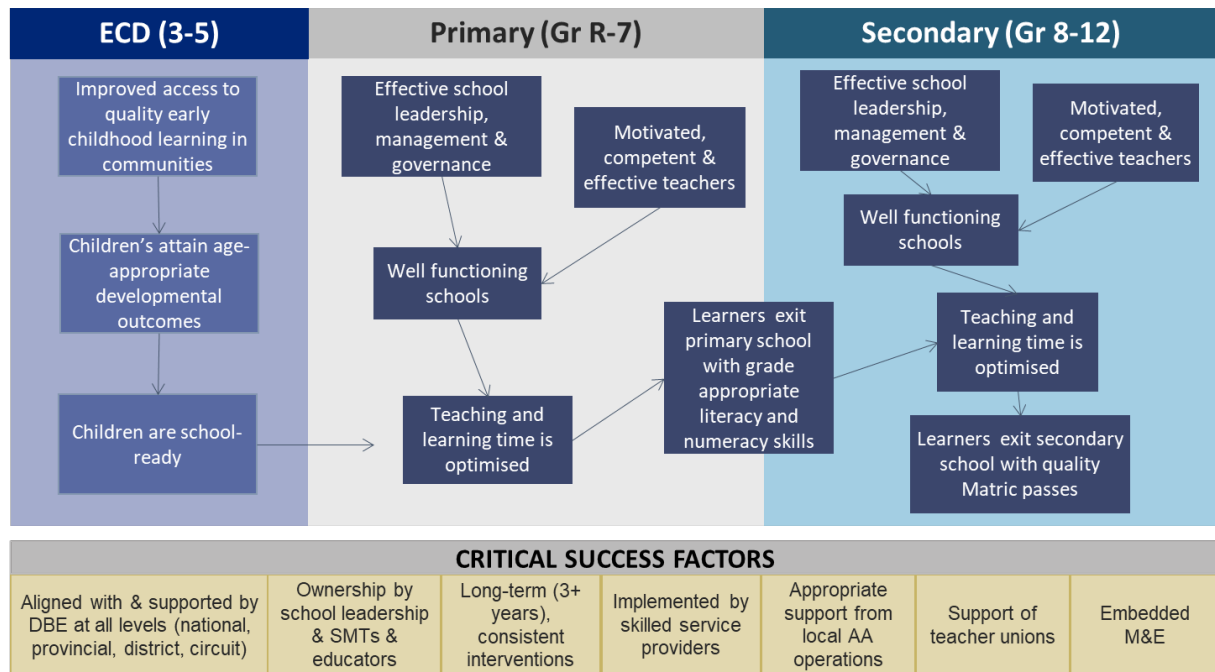 ECD (3-5)
Primary (Gr R-7)
Secondary (Gr 8-12)
Improved access to
quality early
childhood learning in
communities
Children's attain age-
appropriate
developmental
outcomes
Children are school-
ready
Effective school
leadership,
management &
governance
Motivated,
competent &
effective teachers
Well functioning
schools
Teaching and
learning time is
optimised
Learners exit
primary school
with grade
appropriate
literacy and
numeracy skills
Effective school
leadership,
management &
governance
Motivated,
competent &
effective teachers
Well functioning
schools
Teaching and
learning time is
optimised
Learners exit secondary
school with quality
Matric passes
CRITICAL SUCCESS FACTORS
Aligned with & supported by
DBE at all levels (national,
provincial, district, circuit)
Ownership by
school leadership
& SMTs &
educators
Long-term (3+
years),
consistent
interventions
Implemented by
skilled service
providers
Appropriate
support from
local AA
operations
Support of
teacher unions
Embedded
M&E